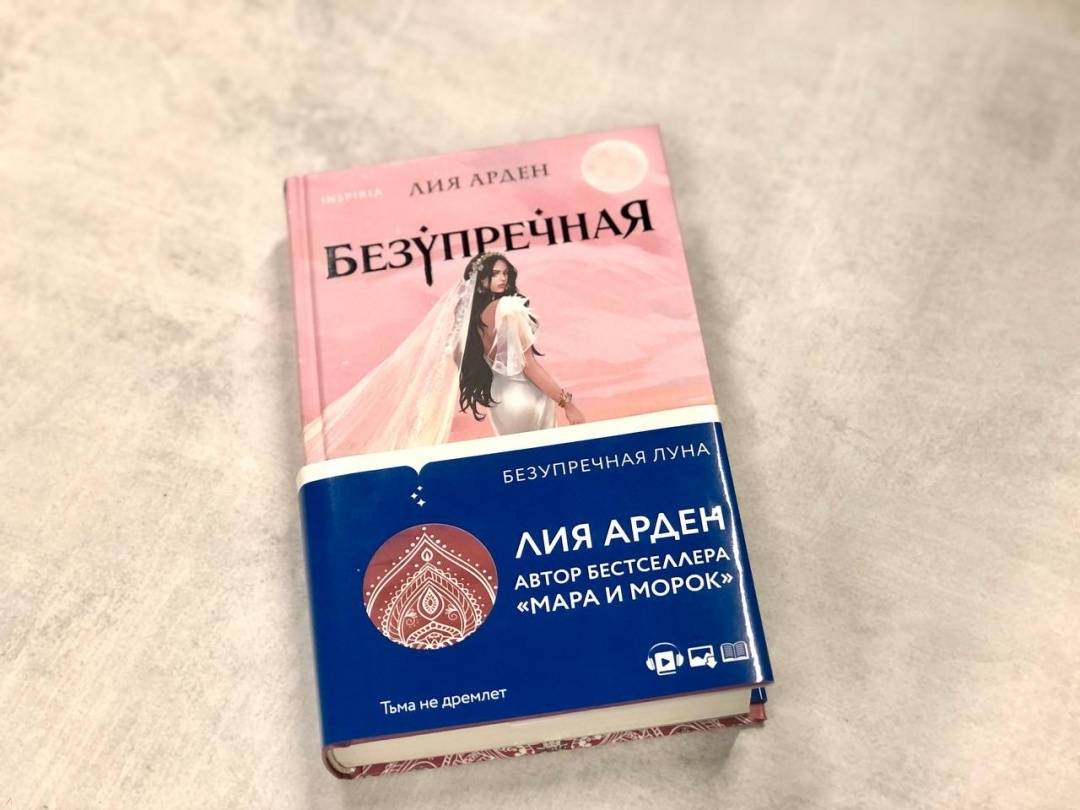 INSPIRIA
ЛИЯ АРДЕН
БЕЗУПРЕЧНАЯ
БЕЗУПРЕЧНАЯ ЛУНА
ЛИЯ АРДЕН
АВТОР БЕСТСЕЛЛЕРА
«МАРА И МОРОК»
Тьма не дремлет